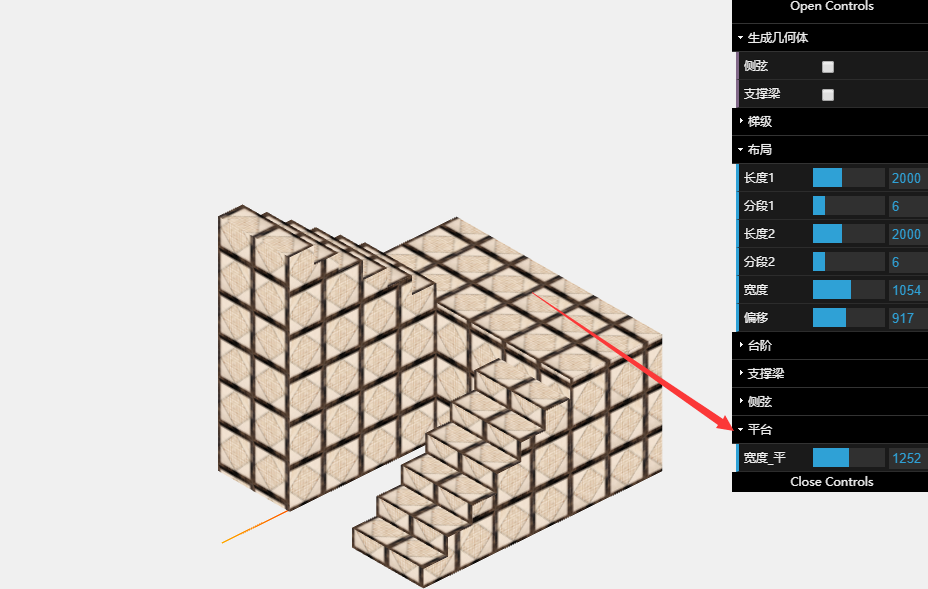 Open Controls
生成几何体
侧弦
支撑梁
梯级
布局
长度1 2000
分段1 6
长度2 2000
分段2 6
宽度 1054
偏移 917
台阶
支撑梁
侧弦
平台
宽度_平 1252
Close Controls